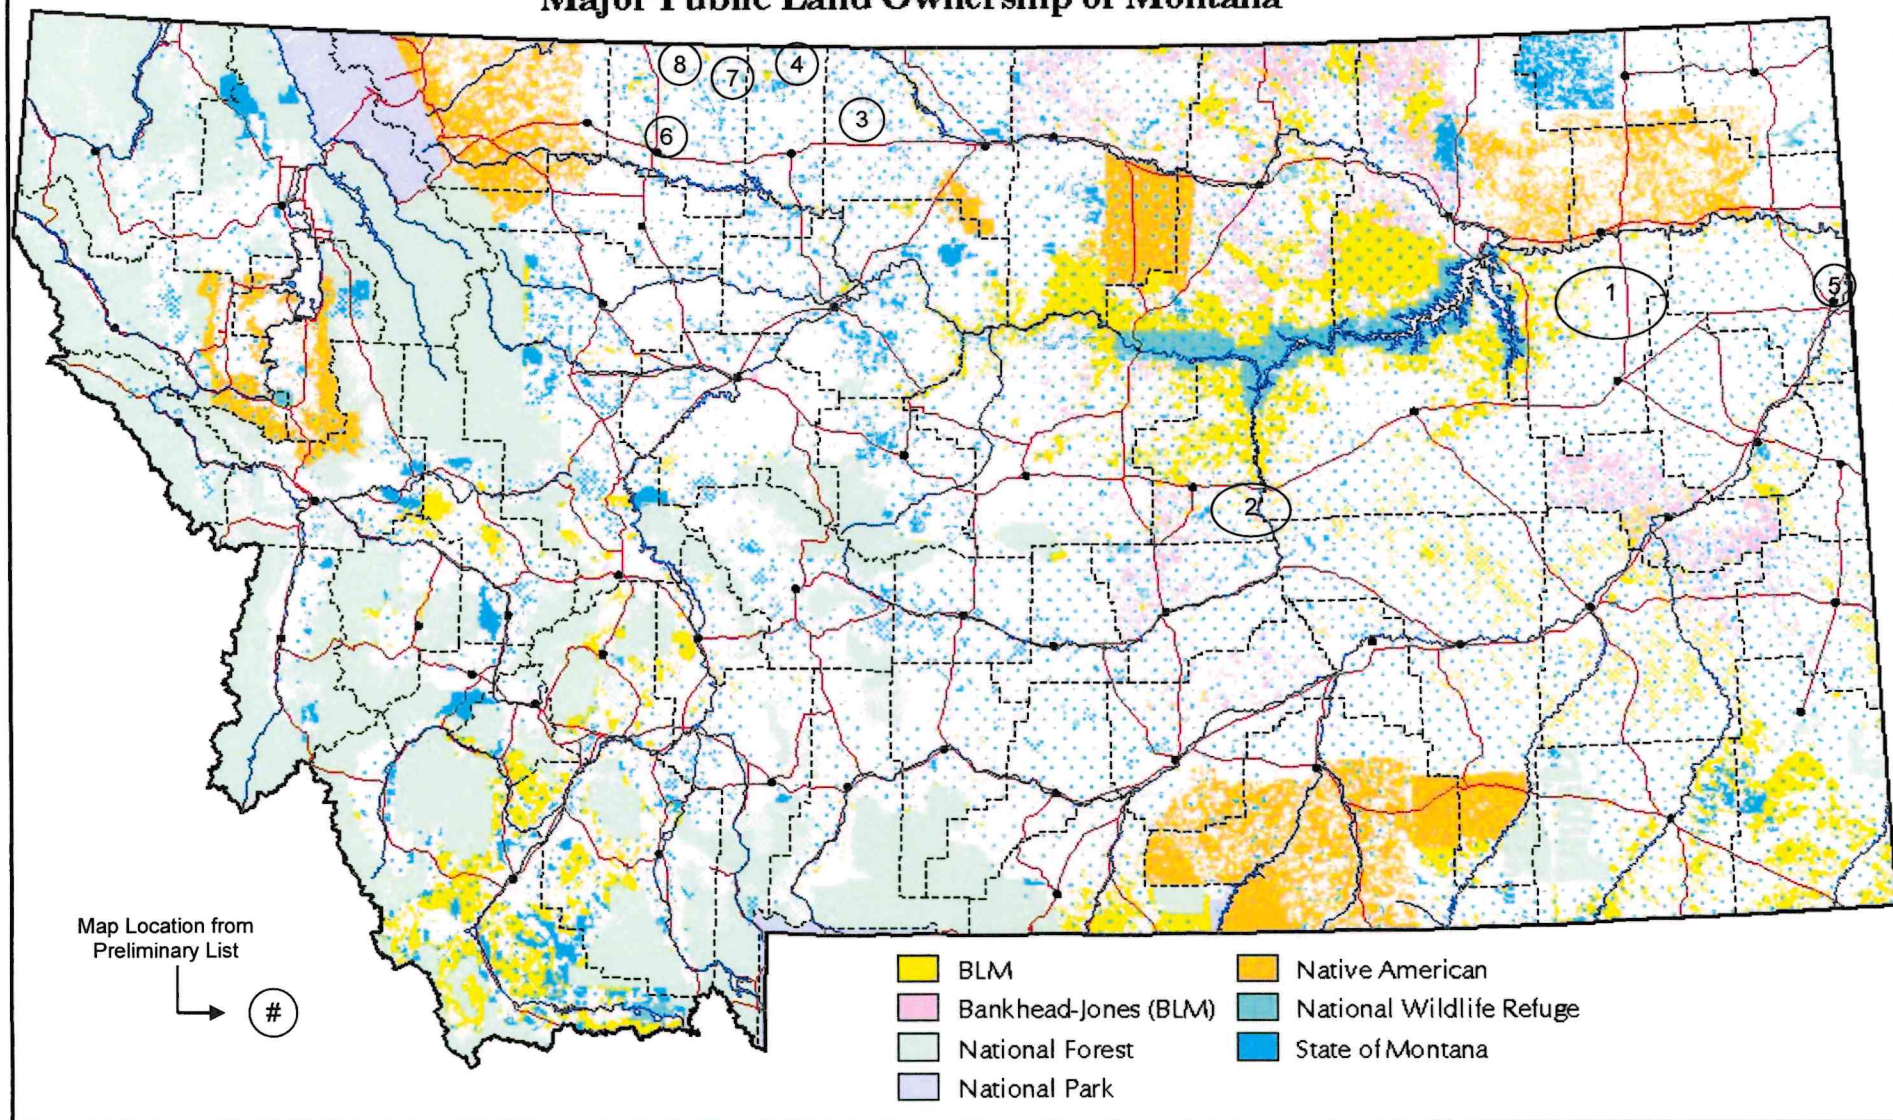 Major Public Land Ownership of Montana
8
7
4
3
6
1
5
2
Map Location from
Preliminary List
#
BLM
Bankhead-Jones (BLM)
National Forest
National Park
Native American
National Wildlife Refuge
State of Montana